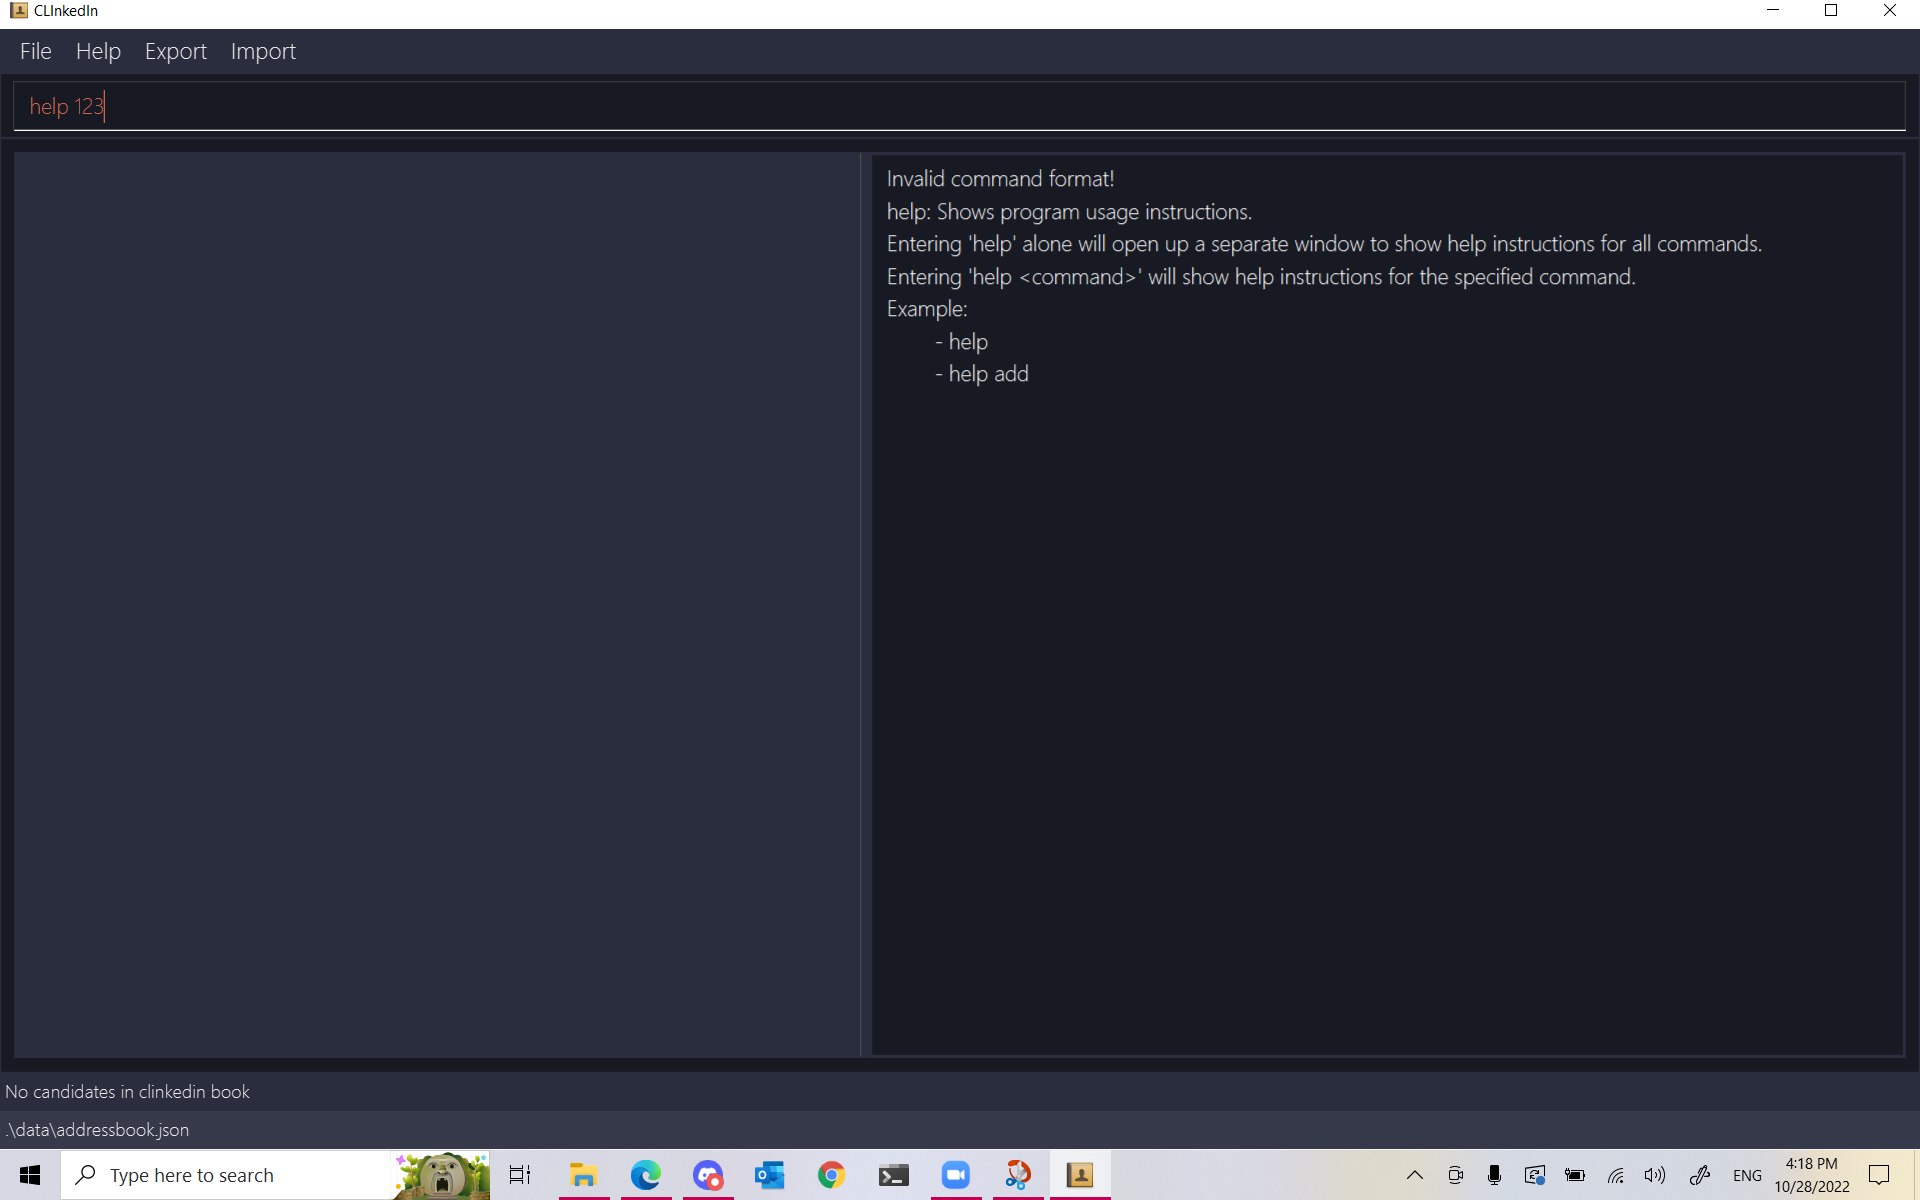 CLInkedIn
File Help Export Import
help 123
Invalid command format!
help: Shows program usage instructions.
Entering 'help' alone will open up a separate window to show help instructions for all commands.
Entering 'help <command>' will show help instructions for the specified command.
Example:
- help
- help add
No candidates in clinkedin book
.\data\addressbook.json
Type here to search
ENG
4:18 PM
10/28/2022